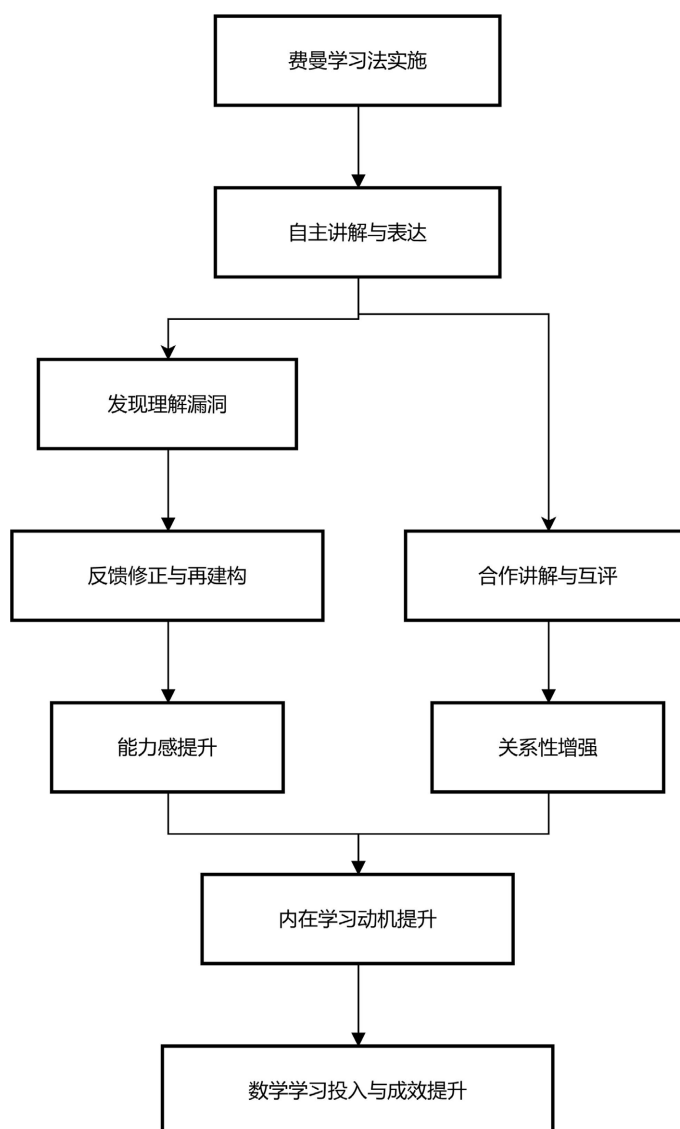 费曼学习法实施
自主讲解与表达
发现理解漏洞
反馈修正与再建构
合作讲解与互评
能力感提升
关系性增强
内在学习动机提升
数学学习投入与成效提升